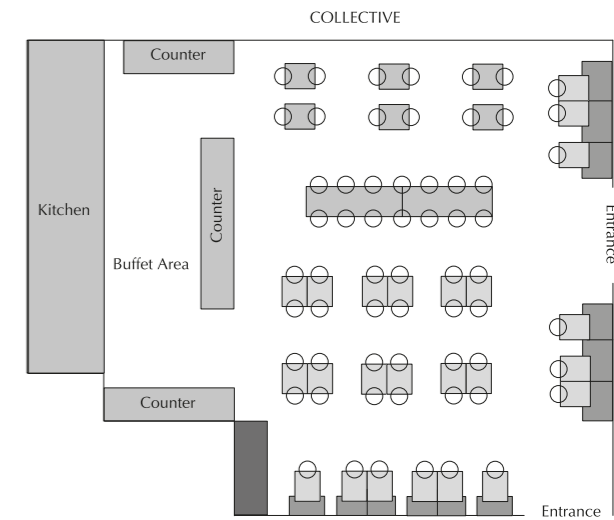 COLLECTIVE
Counter
Kitchen
Counter
Buffet Area
Entrance
Counter
Entrance